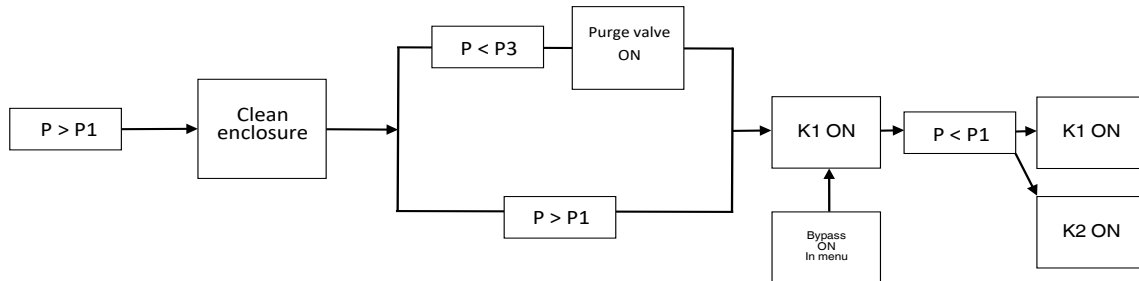 P > P1
Clean
enclosure
P < P3
Purge valve
ON
P > P1
K1 ON
Bypass
ON
In menu
P < P1
K1 ON
K2 ON